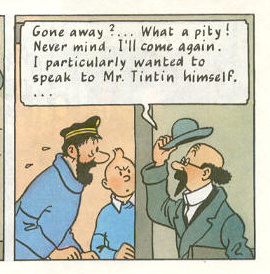 Gone away?... What a pity!
Never mind, I'll come again.
I particularly wanted to
speak to Mr. Tintin himself.
...